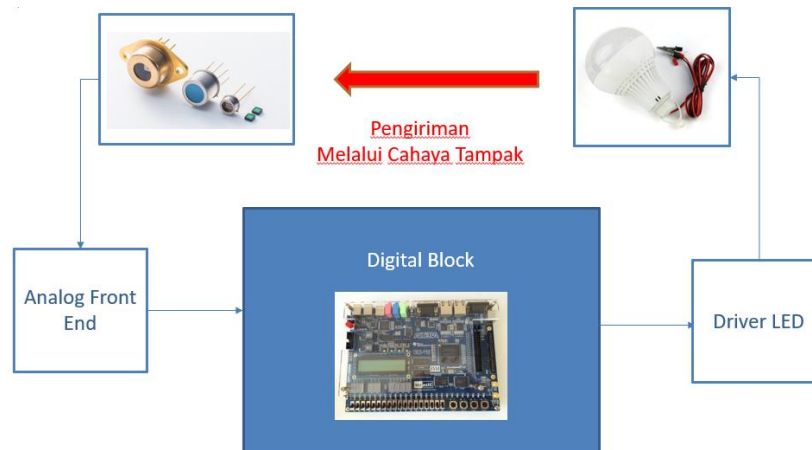 Pengiriman
Melalui Cahaya Tampak
Digital Block
Analog Front
End
Driver LED